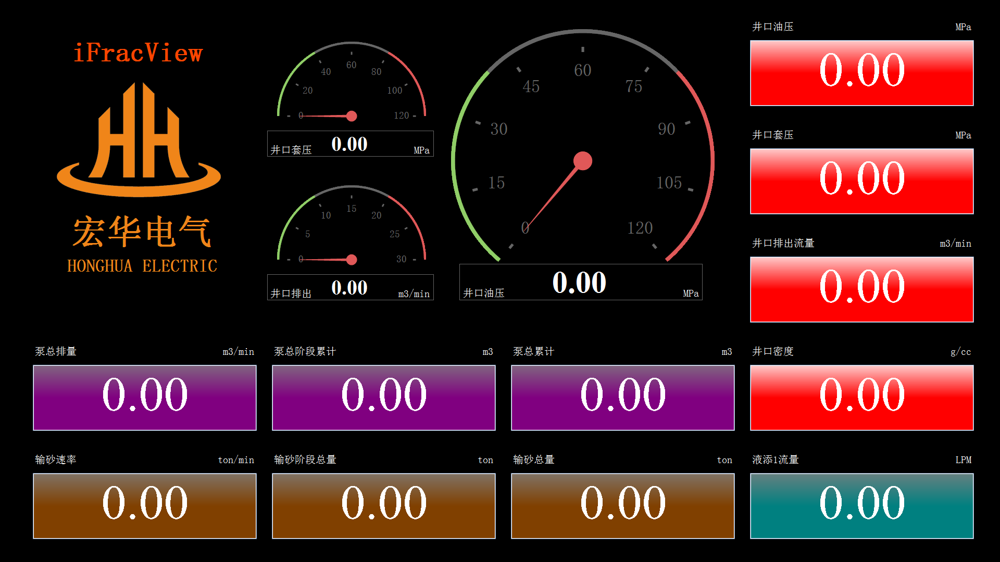 iFracView
宏华电气
HONGHUA ELECTRIC
0 20 40 60 80 100 120
井口套压 0.00 MPa
0 5 10 15 20 25 30
井口排出 0.00 m3/min
0 15 30 45 60 75 90 105 120
井口油压 0.00 MPa
井口油压 MPa
0.00
井口套压 MPa
0.00
井口排出流量 m3/min
0.00
泵总排量 m3/min
0.00
泵总阶段累计 m3
0.00
泵总累计 m3
0.00
井口密度 g/cc
0.00
输砂速率 ton/min
0.00
输砂阶段总量 ton
0.00
输砂总量 ton
0.00
液添1流量 LPM
0.00